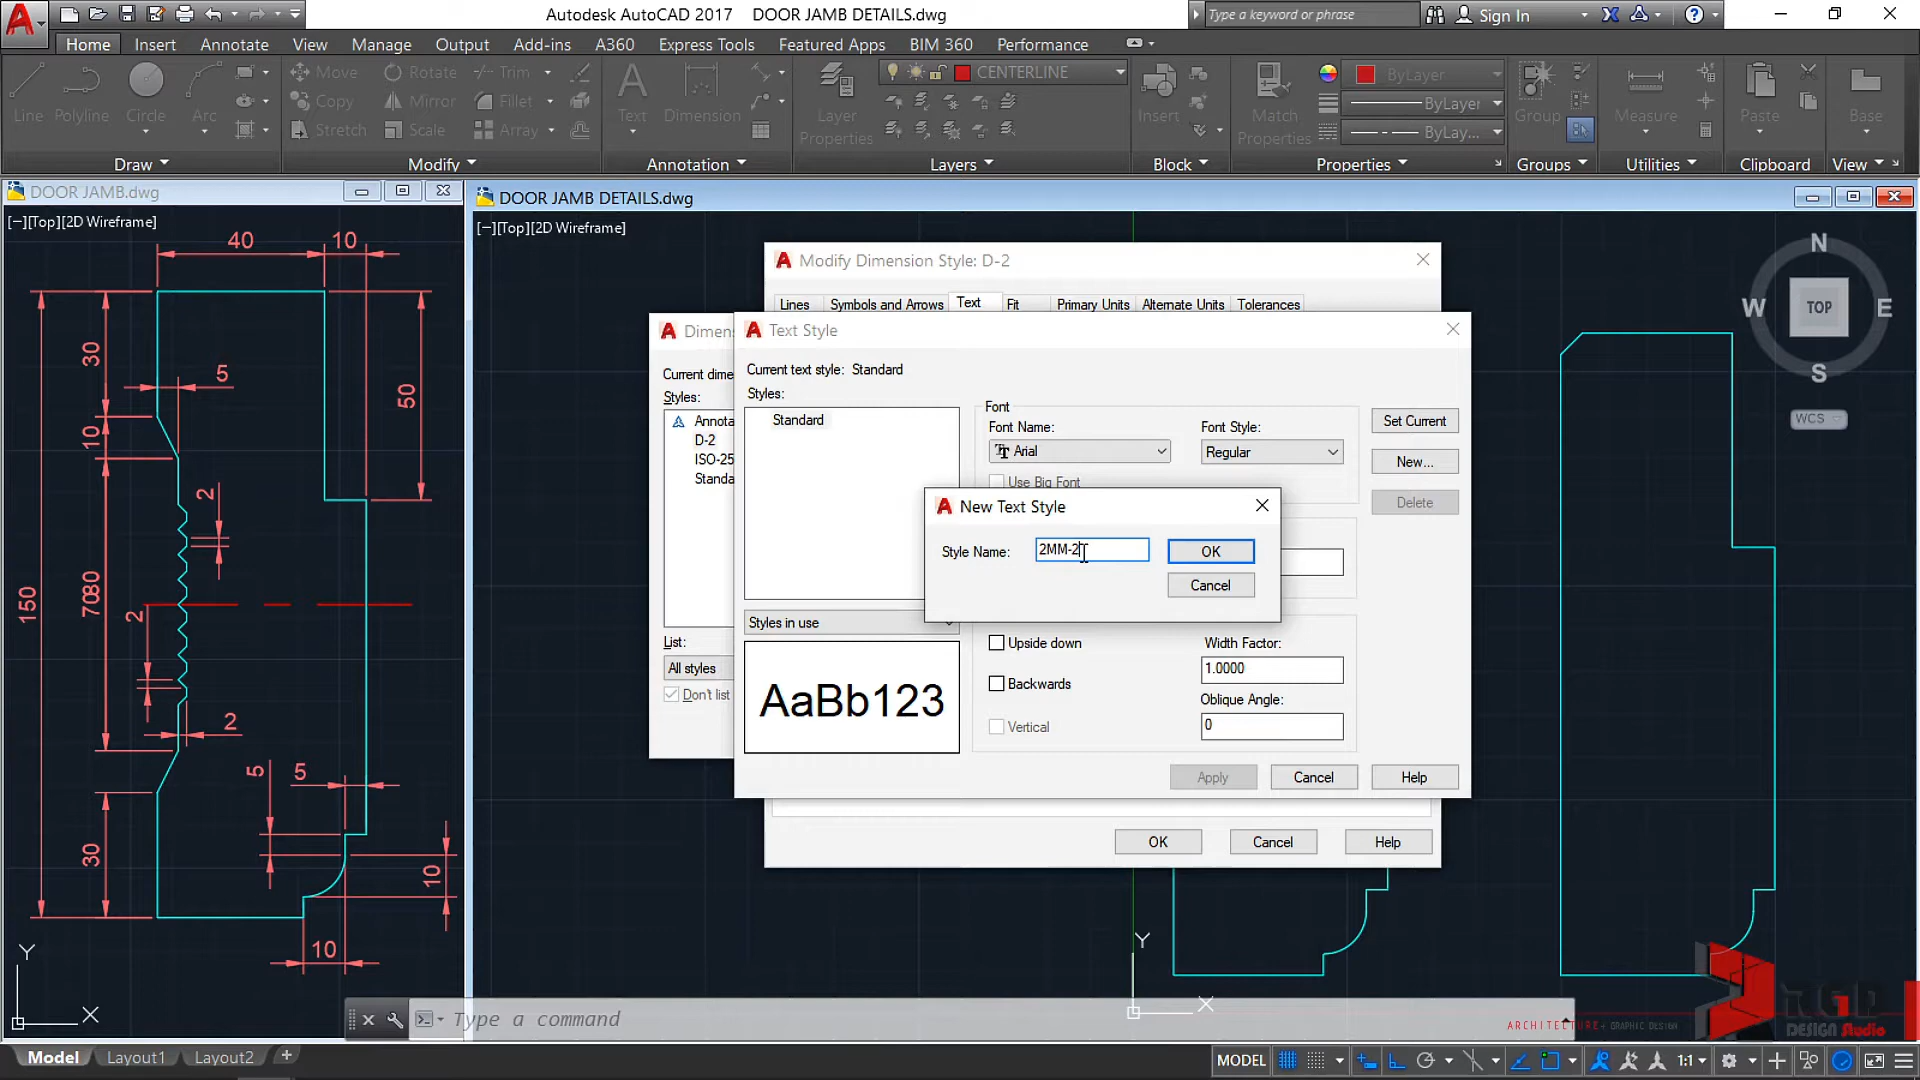 Autodesk AutoCAD 2017 DOOR JAMB DETAILS.dwg
Type a keyword or phrase
Sign In
Home Insert Annotate View Manage Output Add-ins A360 Express Tools Featured Apps BIM 360 Performance
Line Polyline Circle Arc
Move Rotate Trim
Copy Mirror Fillet
Stretch Scale Array
Text Dimension
Layer Properties
CENTERLINE
Insert
Match Properties
ByLayer
ByLayer
ByLay...
Group
Measure
Paste
Base
Draw Modify Annotation Layers Block Properties Groups Utilities Clipboard View
DOOR JAMB.dwg
[−][Top][2D Wireframe]
DOOR JAMB DETAILS.dwg
[−][Top][2D Wireframe]
40 10
30
5
50
10
2
150
70 80
2
2
5
5
30
10
10
Y
X
N
W TOP E
S
WCS
Modify Dimension Style: D-2
Lines Symbols and Arrows Text Fit Primary Units Alternate Units Tolerances
Dimen
Current dime
Styles:
Annota
D-2
ISO-25
Standa
List:
All styles
Don't list
Text Style
Current text style: Standard
Styles:
Standard
Font
Font Name:
Arial
Font Style:
Regular
Use Big Font
Set Current
New...
Delete
New Text Style
Style Name: 2MM-2
OK
Cancel
Styles in use
AaBb123
Upside down
Backwards
Vertical
Width Factor:
1.0000
Oblique Angle:
0
Apply Cancel Help
OK Cancel Help
Y
X
Type a command
RGD
DESIGN Studio
ARCHITECTURE + GRAPHIC DESIGN
Model Layout1 Layout2 +
MODEL
1:1